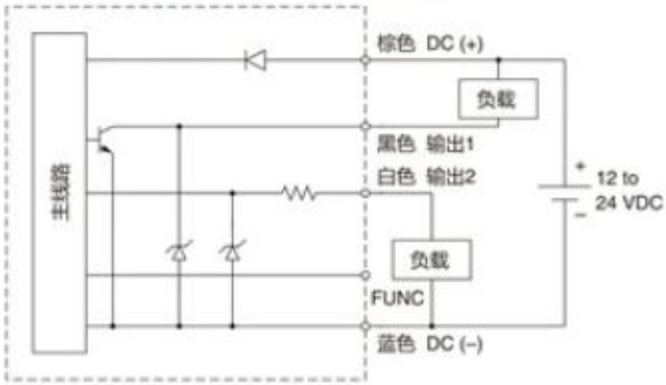 棕色 DC (+)
负载
黑色 输出1
白色 输出2
主线路
+
12 to
24 VDC
−
负载
FUNC
蓝色 DC (–)